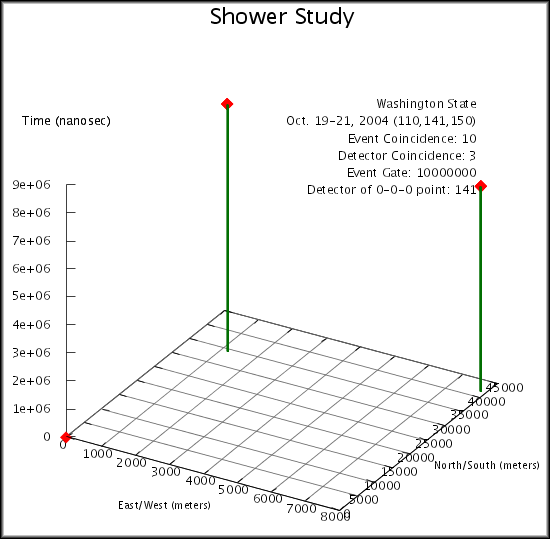 Shower Study
Washington State
Time (nanosec)
Oct. 19-21, 2004 (110,141,150)
Event Coincidence: 10
Detector Coincidence: 3
Event Gate: 10000000
Detector of 0-0-0 point: 141
9e+06
8e+06
7e+06
6e+06
5e+06
4e+06
3e+06
2e+06
1e+06
0
0
1000
2000
3000
4000
5000
6000
7000
8000
East/West (meters)
0
5000
10000
15000
20000
25000
30000
35000
40000
45000
North/South (meters)